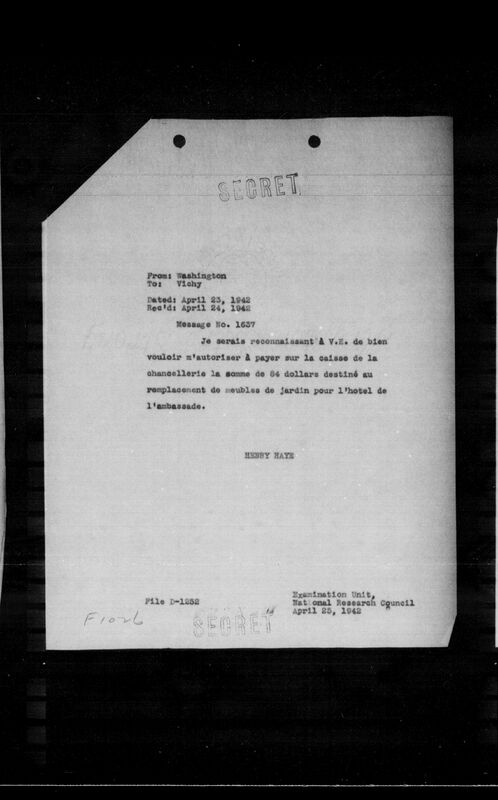 SECRET
From: Washington
To: Vichy
Dated: April 23, 1942
Rec'd: April 24, 1942
Message No. 1637
Je serais reconnaissant à V.E. de bien
vouloir m'autoriser à payer sur la caisse de la
chancellerie la somme de 84 dollars destiné au
remplacement de meubles de jardin pour l'hotel de
l'ambassade.
HENRY HAYE
File D-1252
Examination Unit,
National Research Council
April 25, 1942
F1026
SECRET